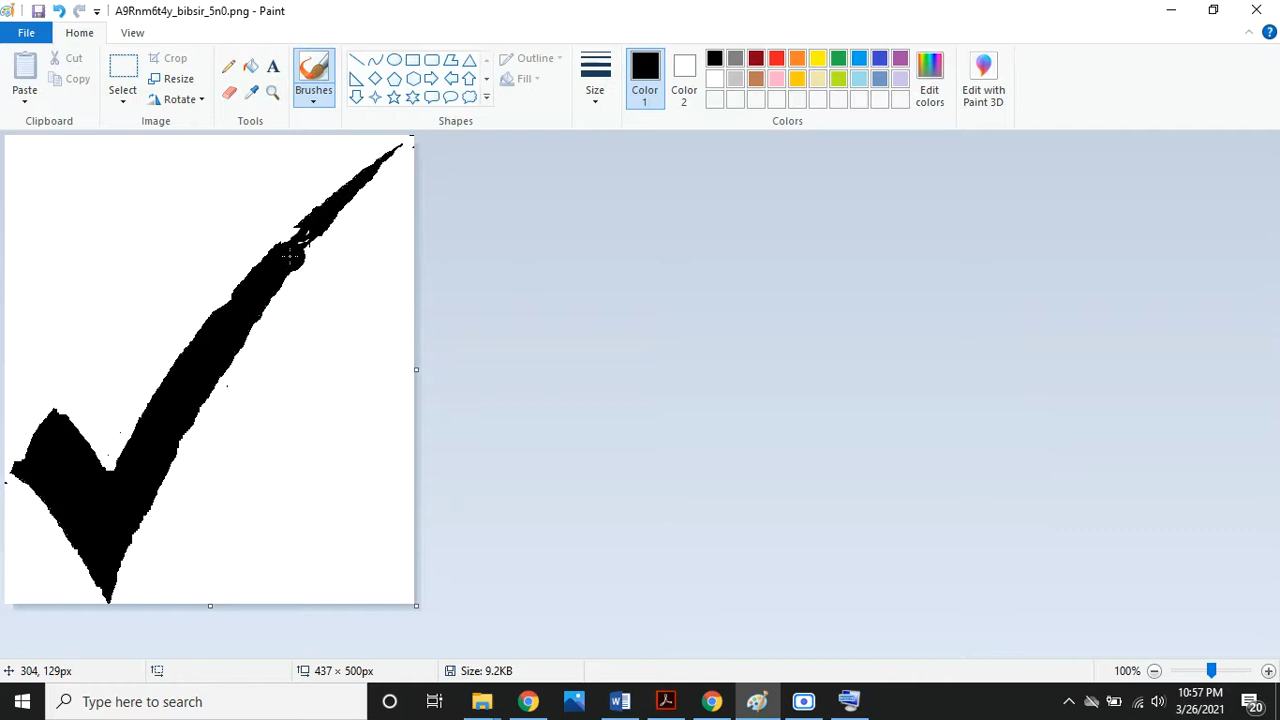 A9Rnm6t4y_bibsir_5n0.png - Paint
File Home View
Paste Cut Copy Clipboard
Select Crop Resize Rotate Image
A Tools
Brushes
Outline Fill Shapes
Size
Color 1 Color 2 Edit colors Colors
Edit with Paint 3D
304, 129px 437 × 500px Size: 9.2KB 100%
Type here to search
W
10:57 PM
3/26/2021
20